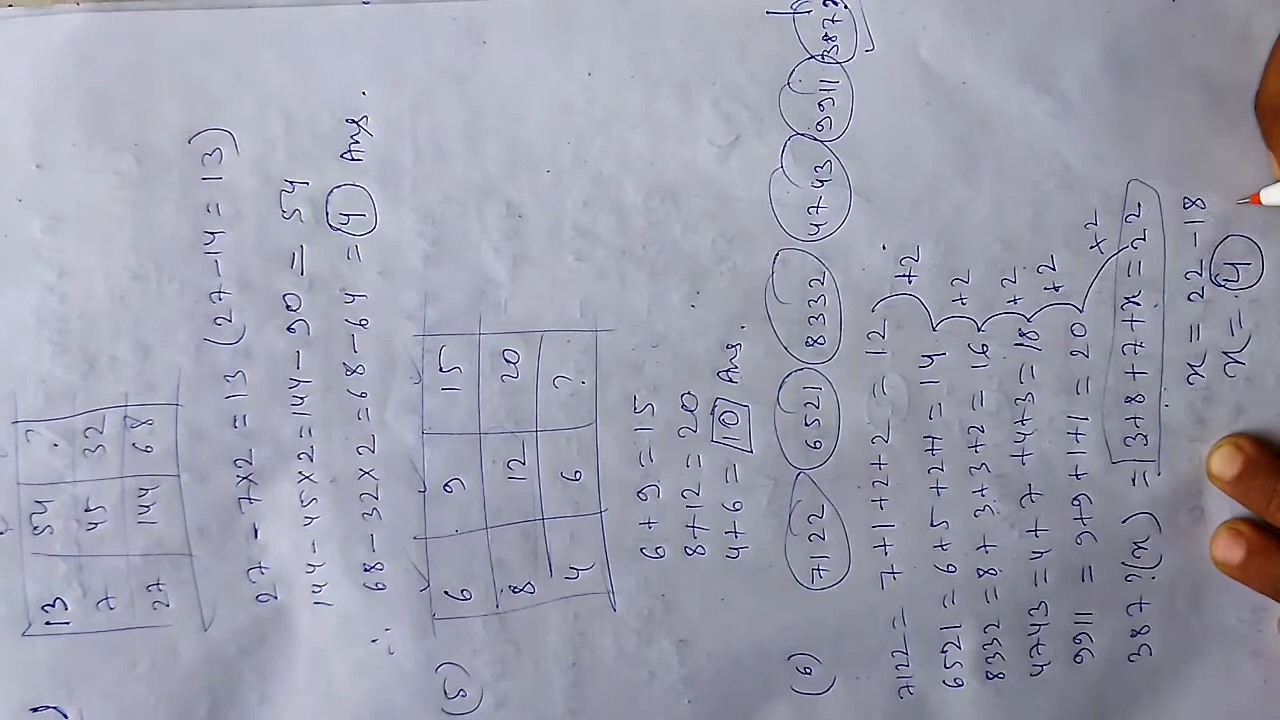 13 54 ?
7 45 32
27 144 68
27 - 7×2 = 13 (27-14 = 13)
144 - 45×2 = 144 - 90 = 54
∴ 68 - 32×2 = 68 - 64 = 4 Ans.
(5)
6 9 15
8 12 20
4 6 ?
6 + 9 = 15
8 + 12 = 20
4 + 6 = 10 Ans.
(6) 7122 6521 8332 4743 9911 387?
7122 = 7+1+2+2 = 12
+2
6521 = 6+5+2+1 = 14
+2
8332 = 8+3+3+2 = 16
+2
4743 = 4+7+4+3 = 18
+2
9911 = 9+9+1+1 = 20
+2
387?(x) = 3+8+7+x = 22
x = 22 - 18
x = 4